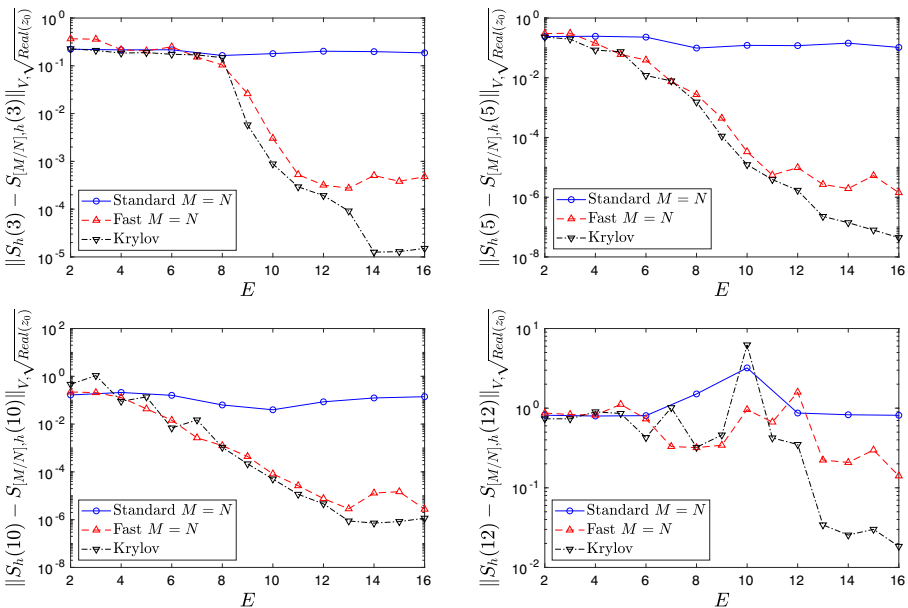 ||S_h(3) − S_{[M/N],h}(3)||_{V,√Real(z_0)}
10^0
10^{-1}
10^{-2}
10^{-3}
10^{-4}
10^{-5}
Standard M = N
Fast M = N
Krylov
2 4 6 8 10 12 14 16
E
||S_h(5) − S_{[M/N],h}(5)||_{V,√Real(z_0)}
10^0
10^{-2}
10^{-4}
10^{-6}
10^{-8}
Standard M = N
Fast M = N
Krylov
2 4 6 8 10 12 14 16
E
||S_h(10) − S_{[M/N],h}(10)||_{V,√Real(z_0)}
10^2
10^0
10^{-2}
10^{-4}
10^{-6}
10^{-8}
Standard M = N
Fast M = N
Krylov
2 4 6 8 10 12 14 16
E
||S_h(12) − S_{[M/N],h}(12)||_{V,√Real(z_0)}
10^1
10^0
10^{-1}
10^{-2}
Standard M = N
Fast M = N
Krylov
2 4 6 8 10 12 14 16
E